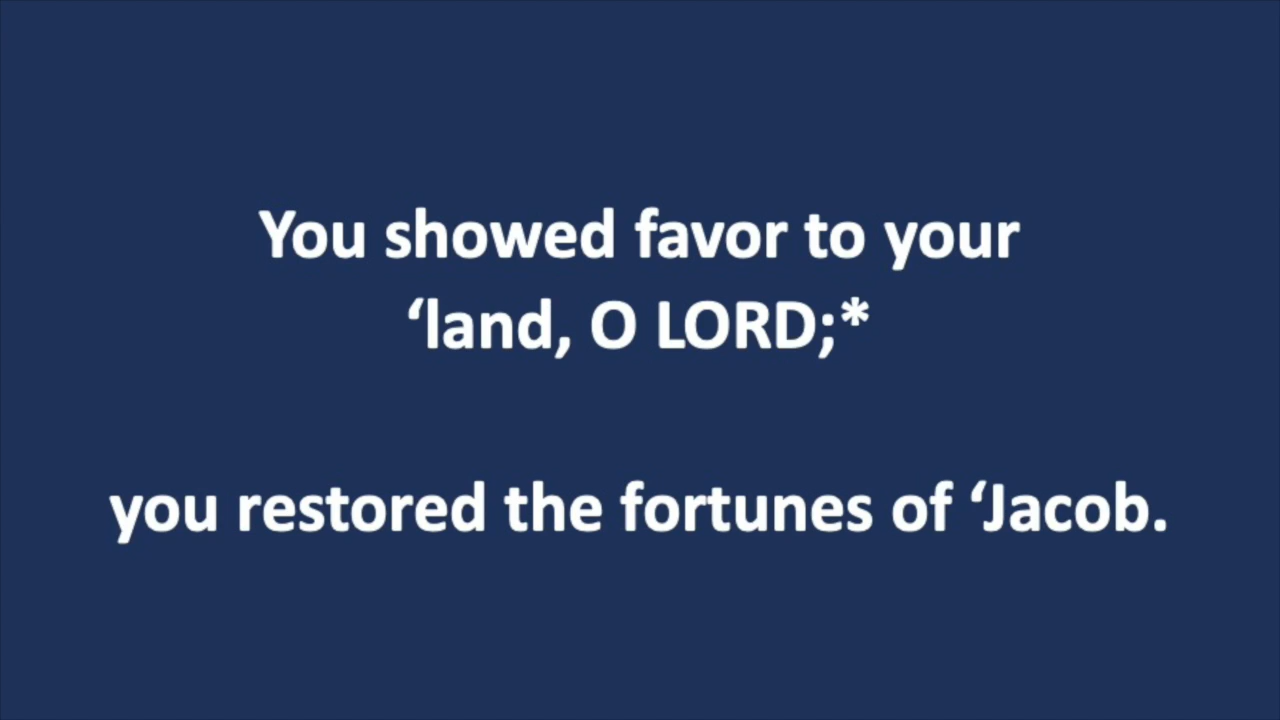 You showed favor to your
‘land, O LORD;*
you restored the fortunes of ‘Jacob.